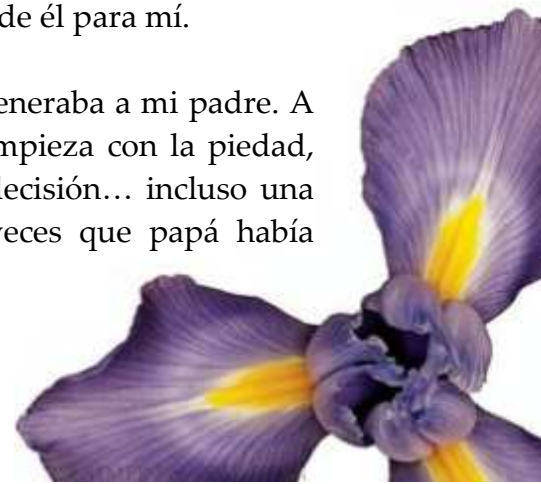 de él para mí.
eneraba a mi padre. A
mpieza con la piedad,
decisión… incluso una
veces que papá había